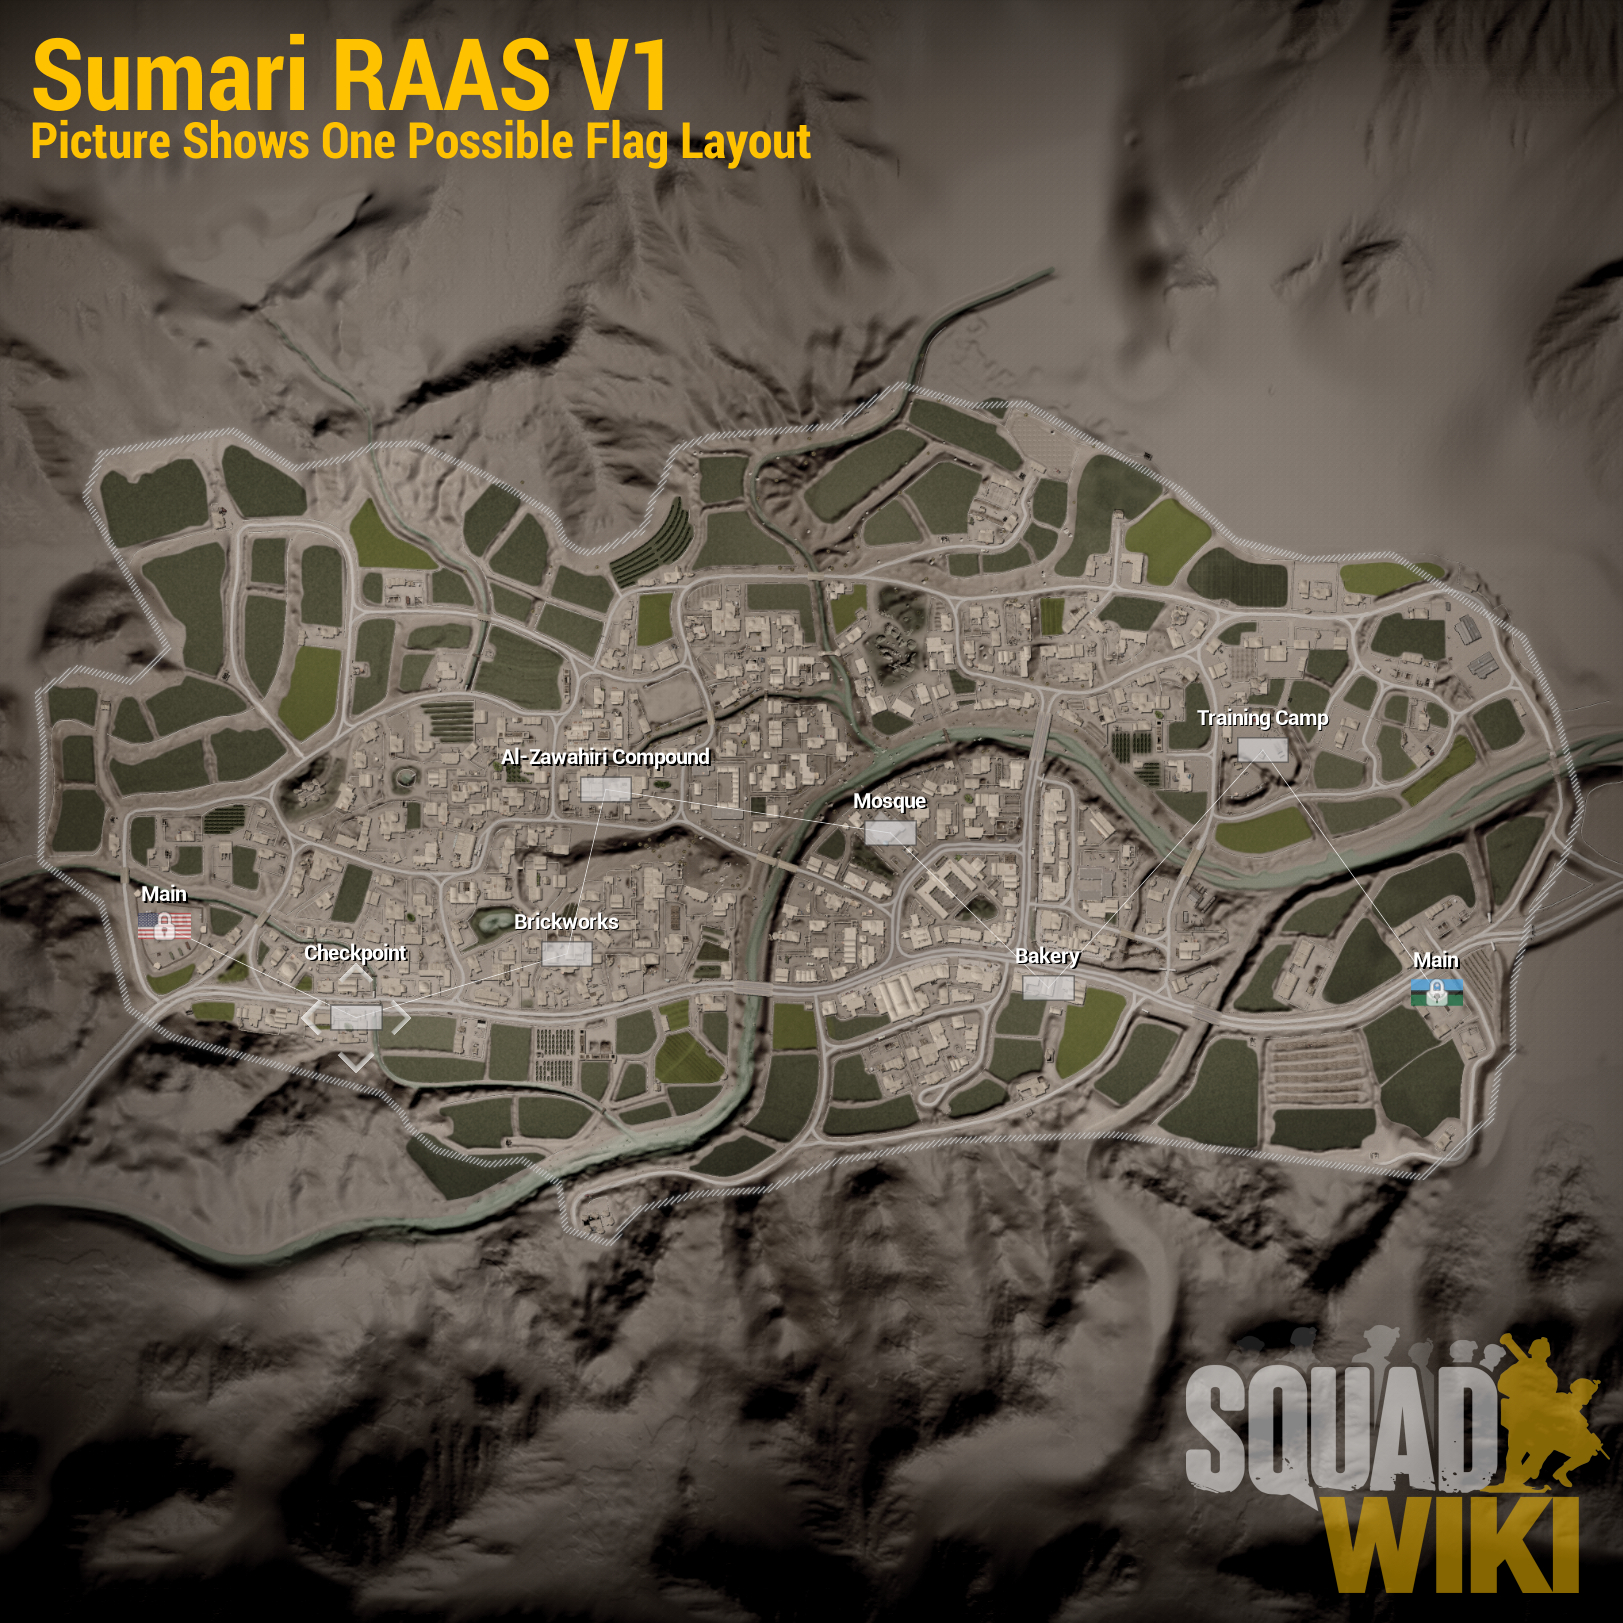 Sumari RAAS V1
Picture Shows One Possible Flag Layout
Training Camp
Al-Zawahiri Compound
Mosque
Main
Brickworks
Checkpoint
Bakery
Main
SQUAD
WIKI